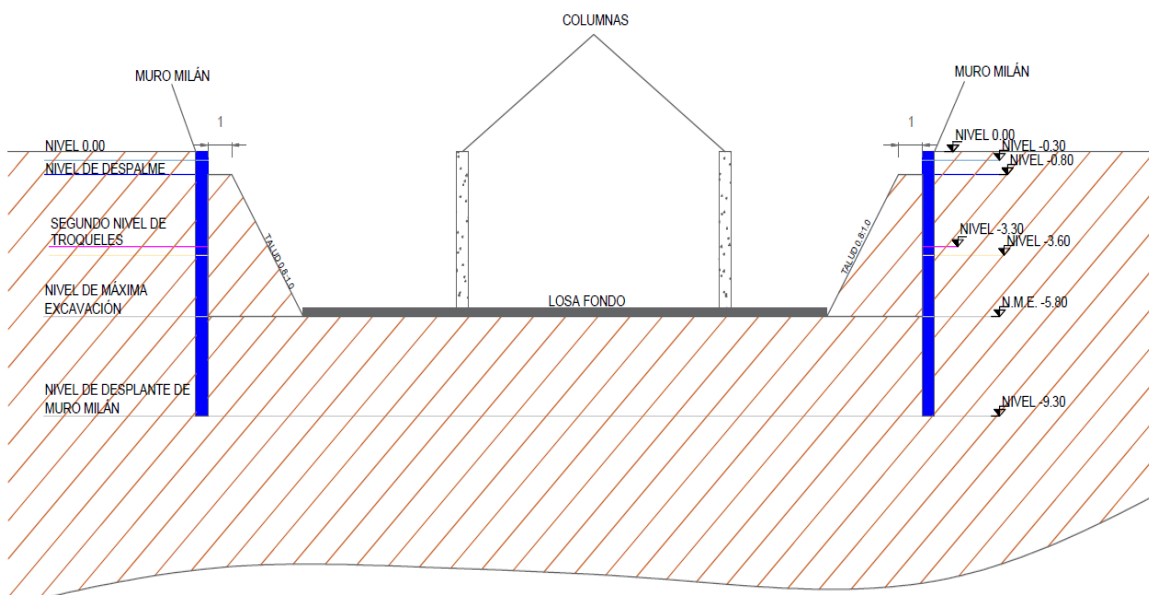 COLUMNAS
MURO MILÁN
MURO MILÁN
1
1
NIVEL 0.00
NIVEL 0.00
NIVEL -0.30
NIVEL DE DESPALME
NIVEL -0.80
SEGUNDO NIVEL DE
TROQUELES
NIVEL -3.30
NIVEL -3.60
TALUD 0.8:1.0
TALUD 0.8:1.0
NIVEL DE MÁXIMA
EXCAVACIÓN
LOSA FONDO
N.M.E. -5.80
NIVEL DE DESPLANTE DE
MURO MILÁN
NIVEL -9.30